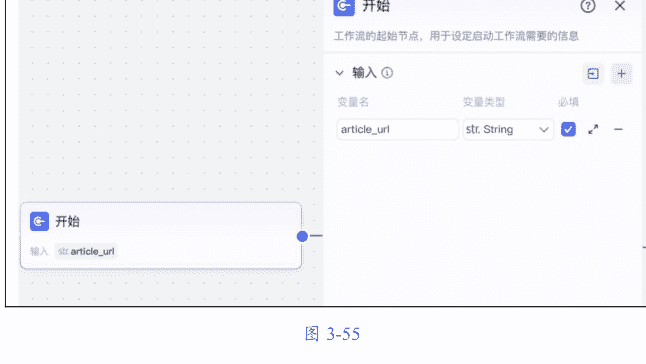 开始
工作流的起始节点，用于设定启动工作流需要的信息
输入
变量名 变量类型 必填
article_url str. String
开始
输入 str. article_url
图 3-55